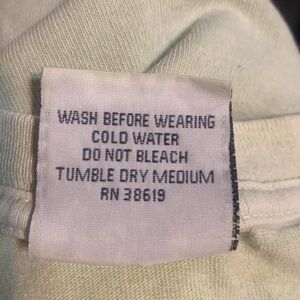 WASH BEFORE WEARING
COLD WATER
DO NOT BLEACH
TUMBLE DRY MEDIUM
RN 38619